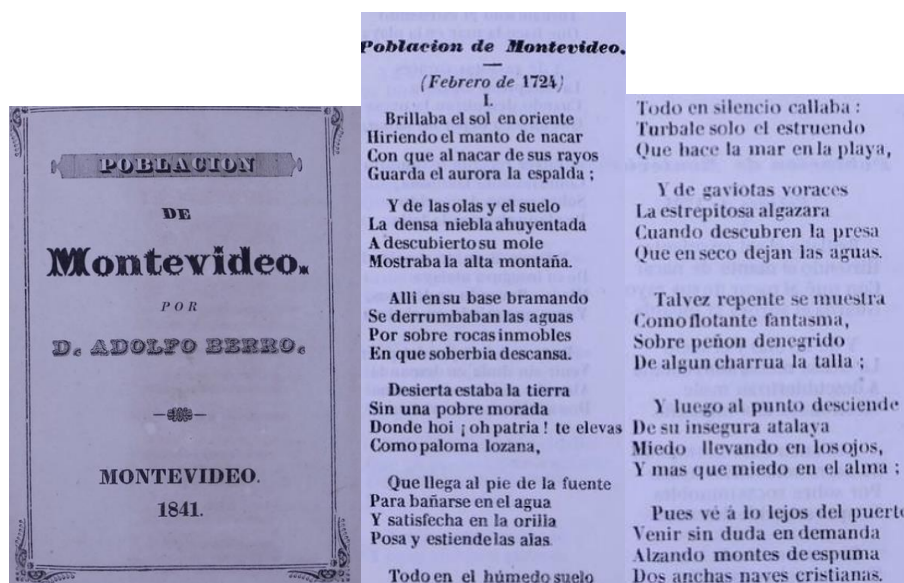 POBLACION
DE
Montevideo.
POR
D. ADOLFO BERRO.
MONTEVIDEO.
1841.
Poblacion de Montevideo.
(Febrero de 1724)
I.
Brillaba el sol en oriente
Hiriendo el manto de nacar
Con que al nacar de sus rayos
Guarda el aurora la espalda ;
Y de las olas y el suelo
La densa niebla ahuyentada
A descubierto su mole
Mostraba la alta montaña.
Alli en su base bramando
Se derrumbaban las aguas
Por sobre rocas inmobles
En que soberbia descansa.
Desierta estaba la tierra
Sin una pobre morada
Donde hoi ¡ oh patria ! te elevas
Como paloma lozana,
Que llega al pie de la fuente
Para bañarse en el agua
Y satisfecha en la orilla
Posa y estiende las alas
Todo en el húmedo suelo
Todo en silencio callaba :
Turbale solo el estruendo
Que hace la mar en la playa,
Y de gaviotas voraces
La estrepitosa algazara
Cuando descubren la presa
Que en seco dejan las aguas.
Talvez repente se muestra
Como flotante fantasma,
Sobre peñon denegrido
De algun charrua la talla ;
Y luego al punto desciende
De su insegura atalaya
Miedo llevando en los ojos,
Y mas que miedo en el alma ;
Pues vé á lo lejos del puerto
Venir sin duda en demanda
Alzando montes de espuma
Dos anchas naves cristianas.